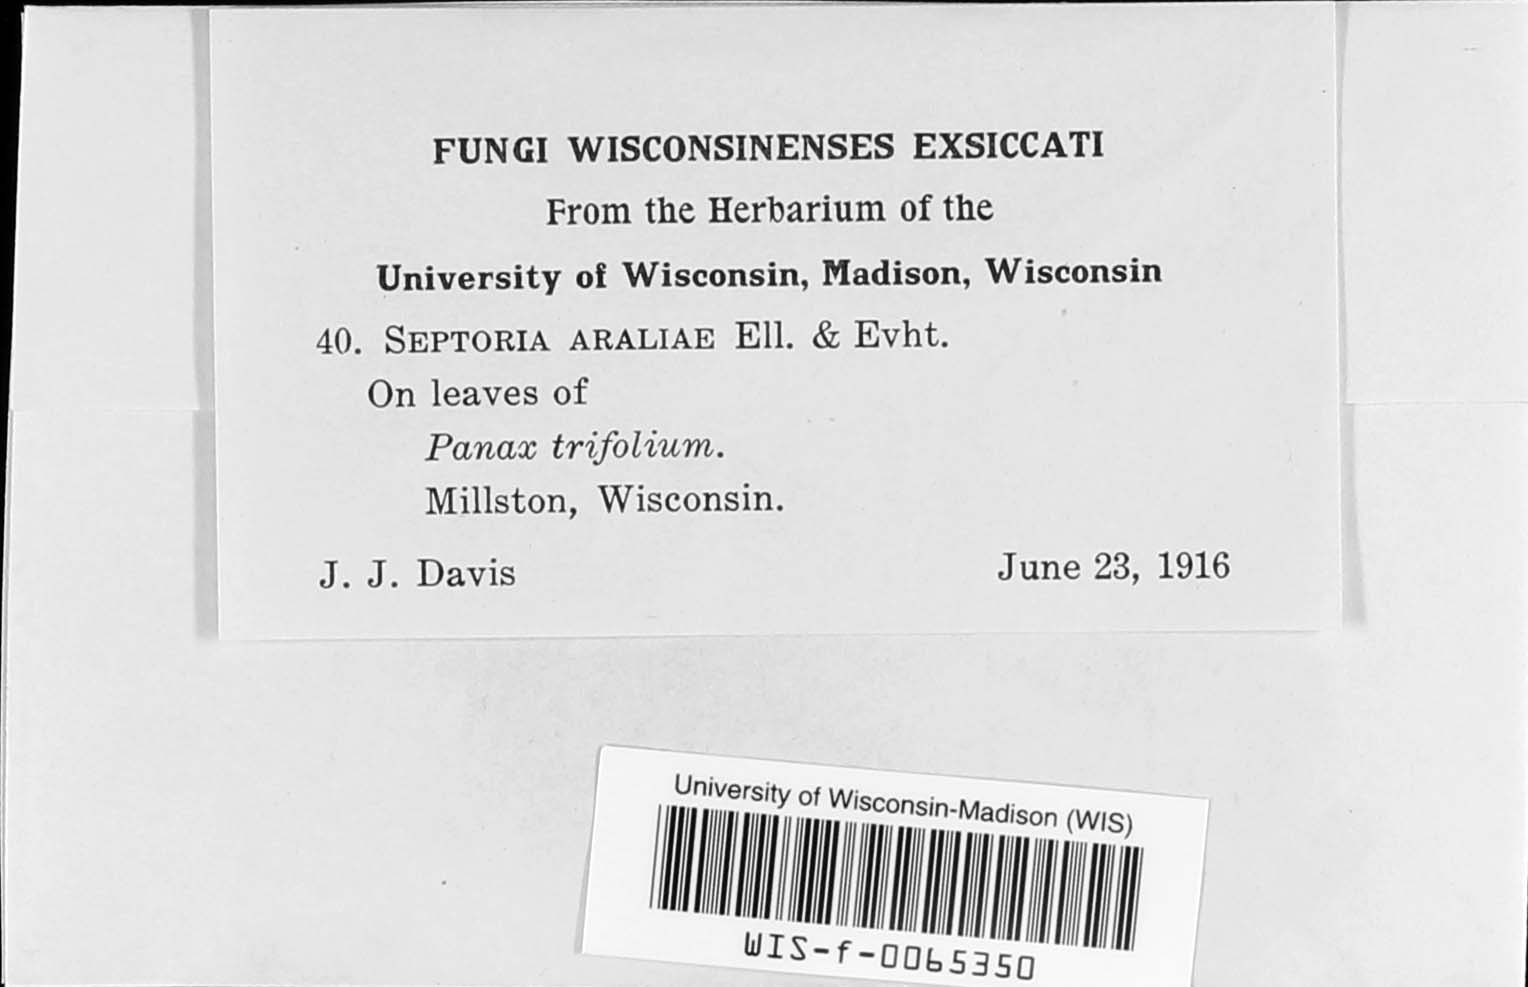 FUNGI WISCONSINENSES EXSICCATI
From the Herbarium of the
University of Wisconsin, Madison, Wisconsin
40. SEPTORIA ARALIAE Ell. & Evht.
On leaves of
Panax trifolium.
Millston, Wisconsin.
J. J. Davis June 23, 1916
University of Wisconsin-Madison (WIS)
WIS-f-0065350